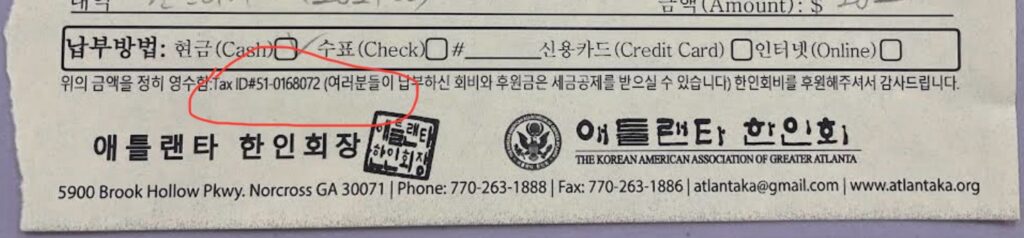 금액(Amount): $
납부방법: 현금(Cash) 수표(Check) #______ 신용카드(Credit Card) 인터넷(Online)
위의 금액을 정히 영수함.Tax ID#51-0168072 (여러분들이 납부하신 회비와 후원금은 세금공제를 받으실 수 있습니다) 한인회비를 후원해주셔서 감사드립니다.
애틀랜타 한인회장
애틀랜타
한인회장
애틀랜타 한인회
THE KOREAN AMERICAN ASSOCIATION OF GREATER ATLANTA
5900 Brook Hollow Pkwy. Norcross GA 30071 | Phone: 770-263-1888 | Fax: 770-263-1886 | atlantaka@gmail.com | www.atlantaka.org